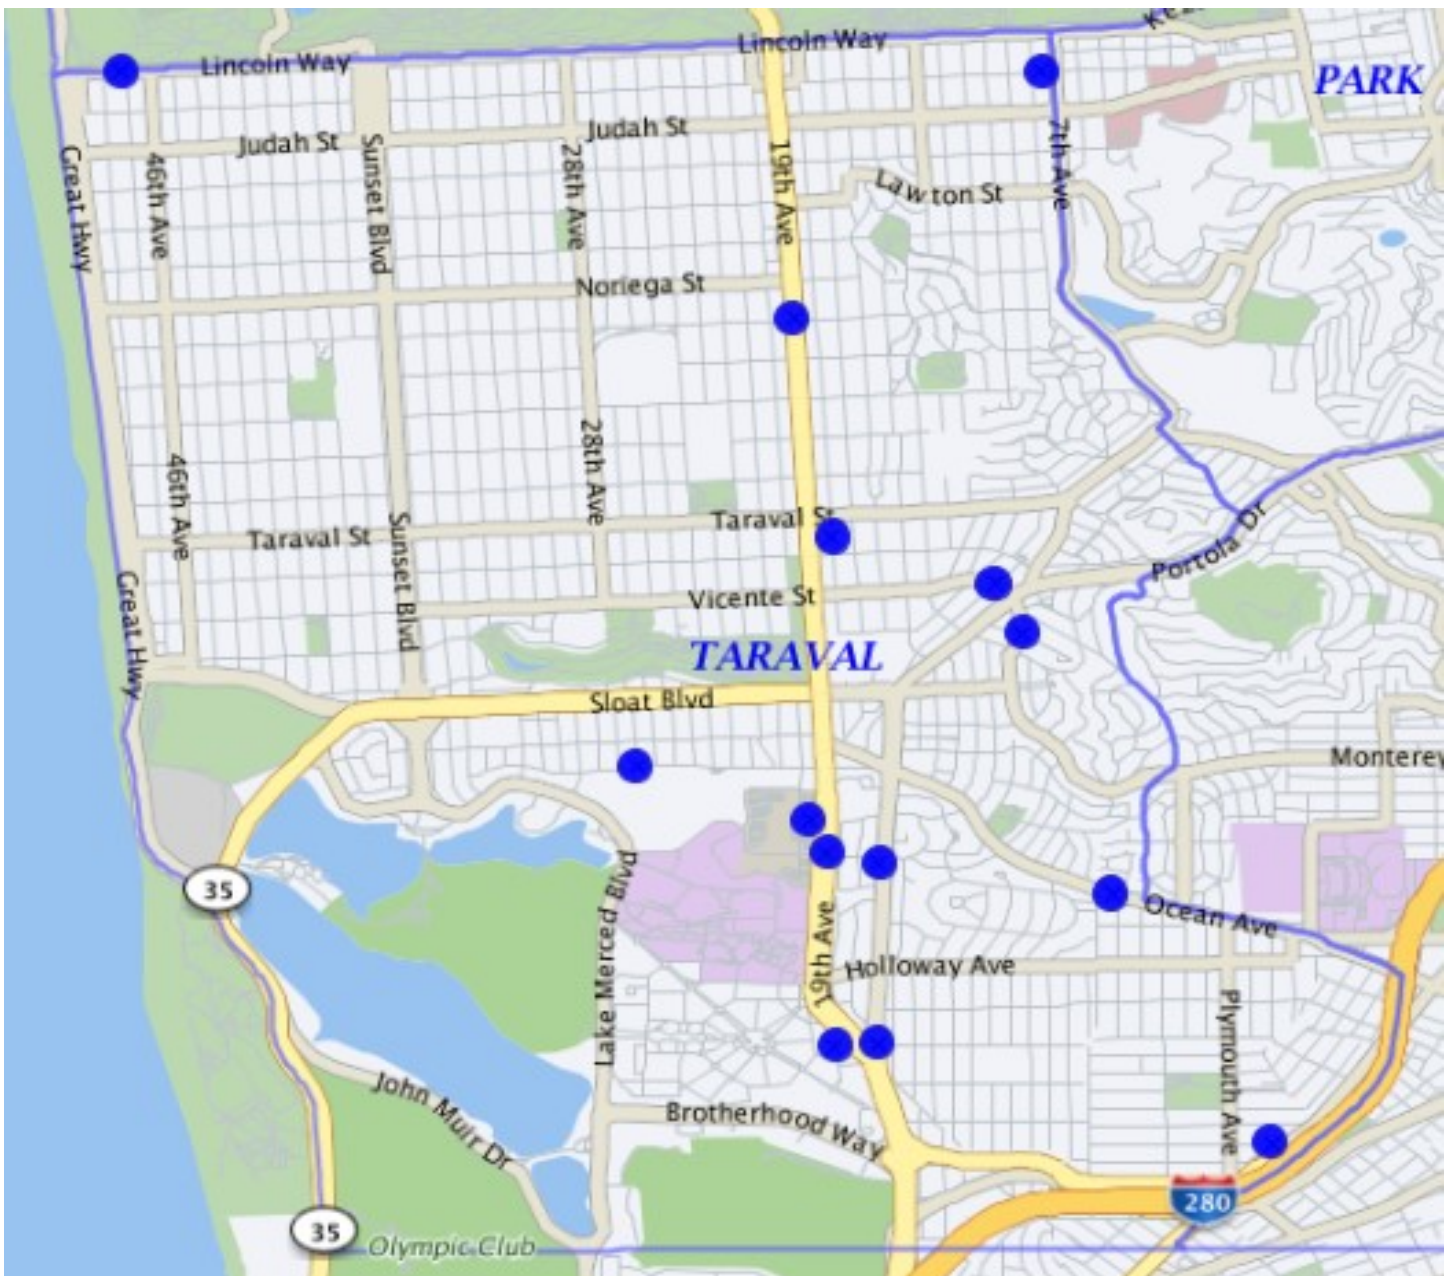 Lincoln Way
Lincoln Way
PARK
Judah St
Judah St
Great Hwy
46th Ave
Sunset Blvd
28th Ave
19th Ave
7th Ave
Lawton St
Noriega St
46th Ave
28th Ave
Taraval St
Taraval St
Sunset Blvd
Portola Dr
Great Hwy
Vicente St
TARAVAL
Sloat Blvd
Monterey
35
Lake Merced Blvd
19th Ave
Ocean Ave
Holloway Ave
Plymouth Ave
John Muir Dr
Brotherhood Way
280
35
Olympic Club